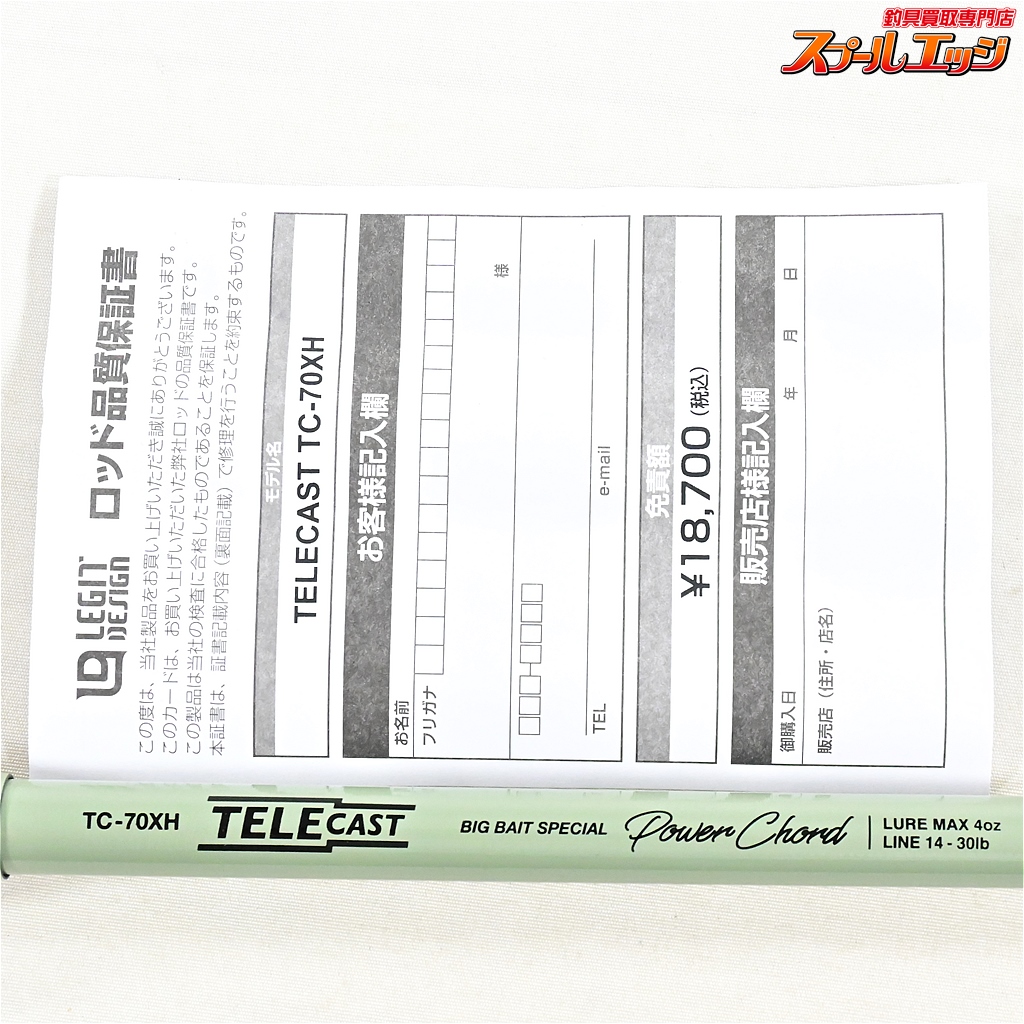 釣具買取専門店
スプールエッジ
LEGIT DESIGN
ロッド品質保証書
この度は、当社製品をお買い上げいただき誠にありがとうございます。
このカードは、お買い上げいただいた弊社ロッドの品質保証書です。
この製品は当社の検査に合格したものであることを保証します。
本証書は、証書記載内容（裏面記載）で修理を行うことを約束するものです。
モデル名
TELECAST TC-70XH
お客様記入欄
お名前
フリガナ
様
TEL
e-mail
免責額
¥18,700(税込)
販売店様記入欄
御購入日 年 月 日
販売店（住所・店名）
TC-70XH TELECAST BIG BAIT SPECIAL Power Chord
LURE MAX 4oz
LINE 14 - 30lb